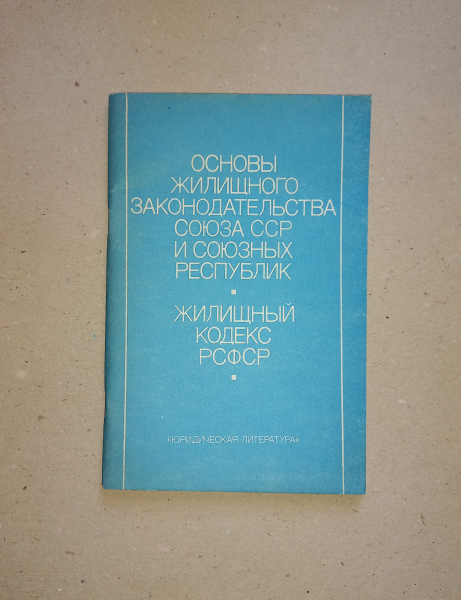 ОСНОВЫ
ЖИЛИЩНОГО
ЗАКОНОДАТЕЛЬСТВА
СОЮЗА ССР
И СОЮЗНЫХ
РЕСПУБЛИК
ЖИЛИЩНЫЙ
КОДЕКС
РСФСР
«ЮРИДИЧЕСКАЯ ЛИТЕРАТУРА»